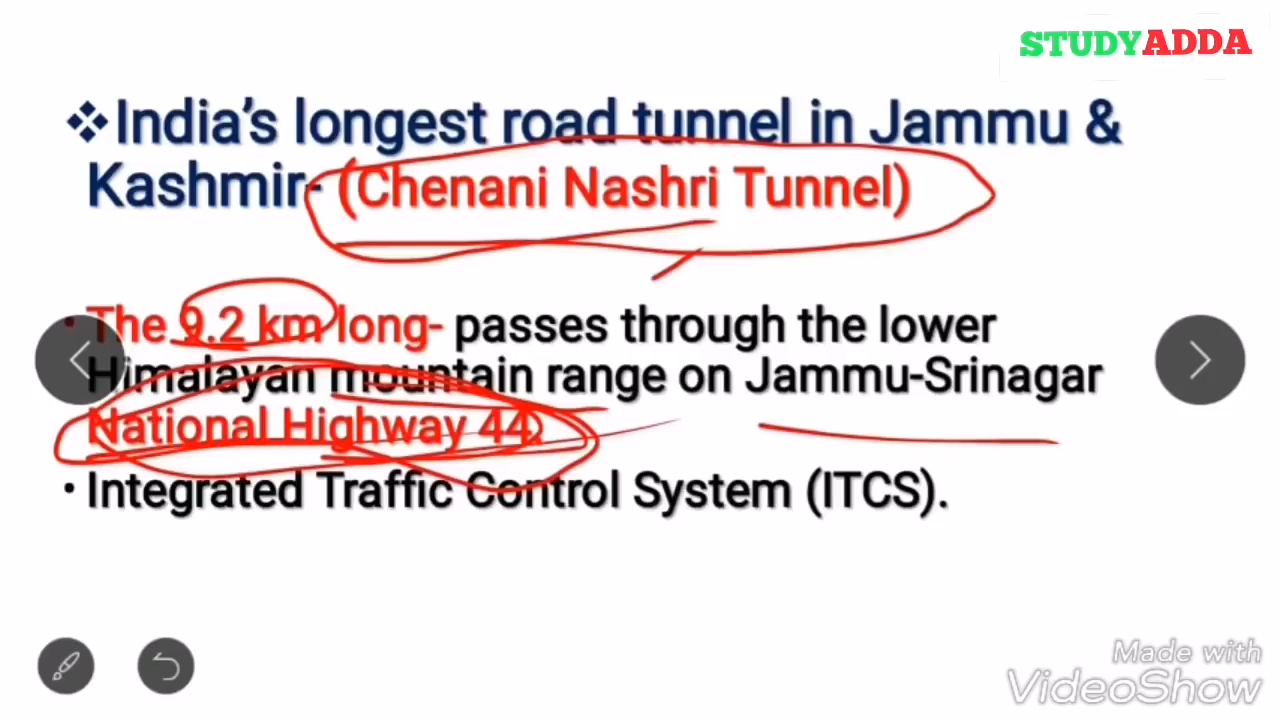 STUDYADDA
❖India's longest road tunnel in Jammu &
Kashmir- (Chenani Nashri Tunnel)
• The 9.2 km long- passes through the lower
Himalayan mountain range on Jammu-Srinagar
National Highway 44.
• Integrated Traffic Control System (ITCS).
Made with
VideoShow